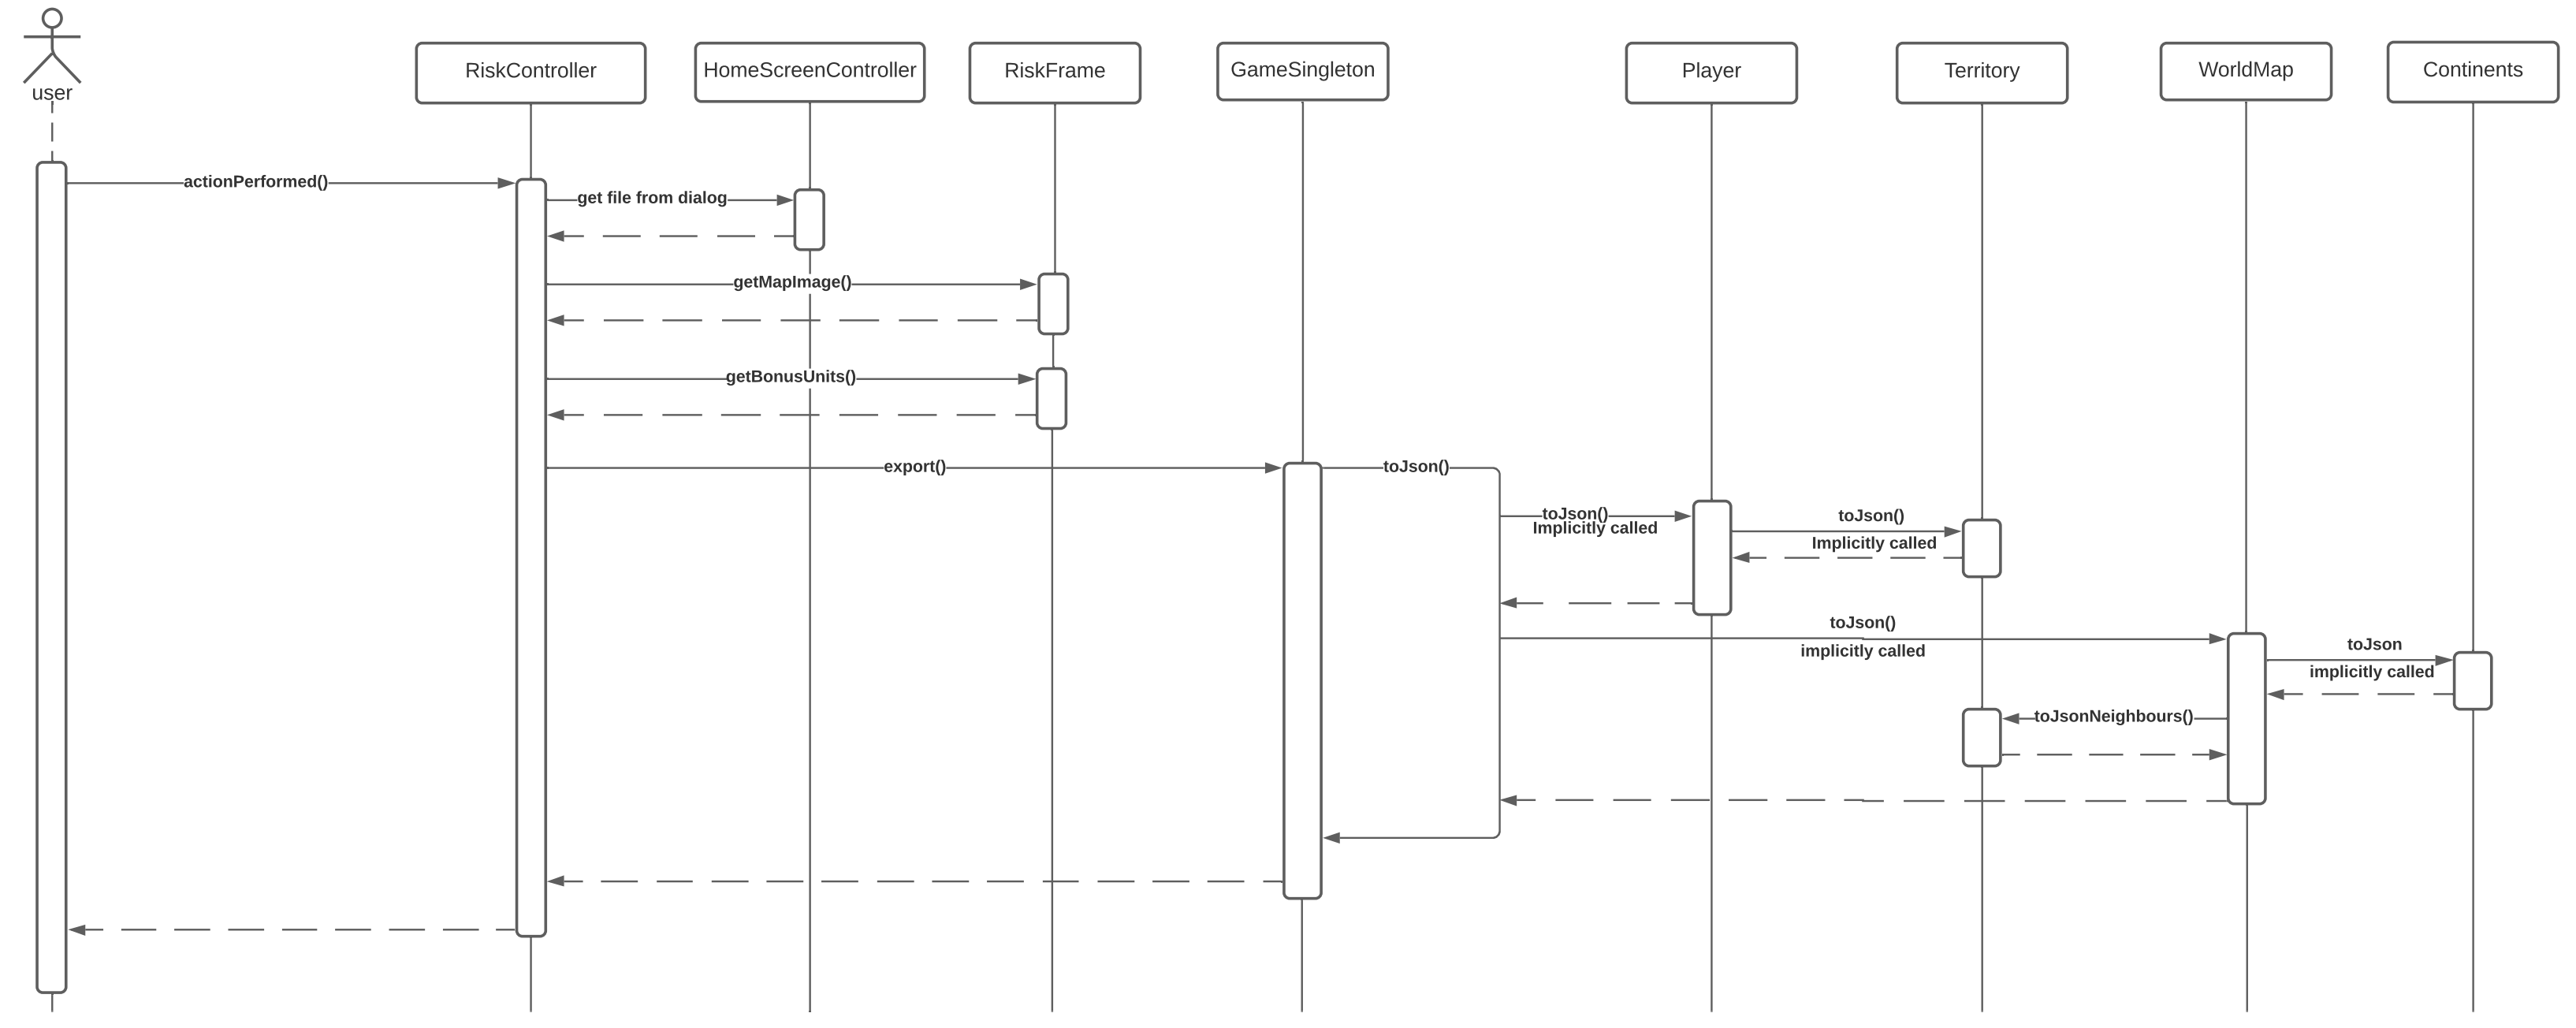 user
RiskController
HomeScreenController
RiskFrame
GameSingleton
Player
Territory
WorldMap
Continents
actionPerformed()
get file from dialog
getMapImage()
getBonusUnits()
export()
toJson()
toJson()
Implicitly called
toJson()
Implicitly called
toJson()
implicitly called
toJson
implicitly called
toJsonNeighbours()